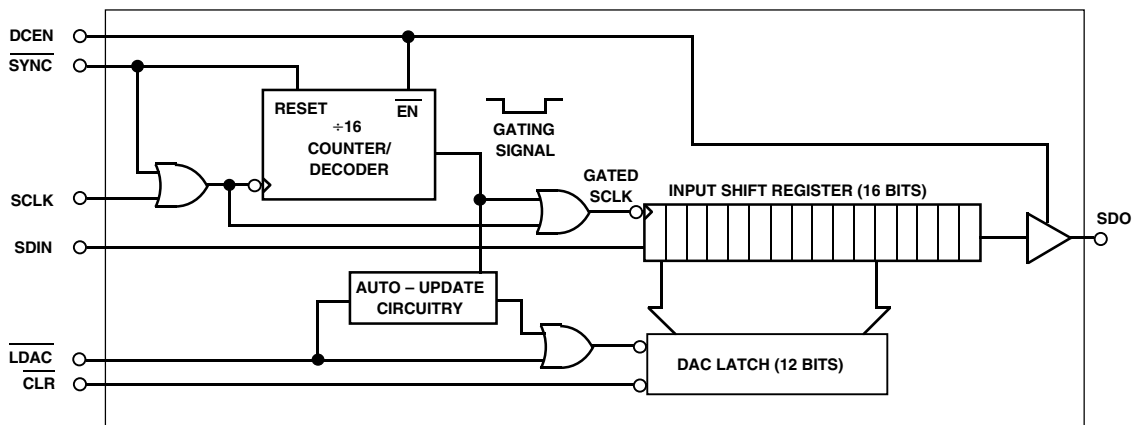 DCEN
SYNC
RESET
EN
÷16
COUNTER/
DECODER
GATING
SIGNAL
SCLK
GATED
SCLK
INPUT SHIFT REGISTER (16 BITS)
SDO
SDIN
AUTO – UPDATE
CIRCUITRY
LDAC
DAC LATCH (12 BITS)
CLR